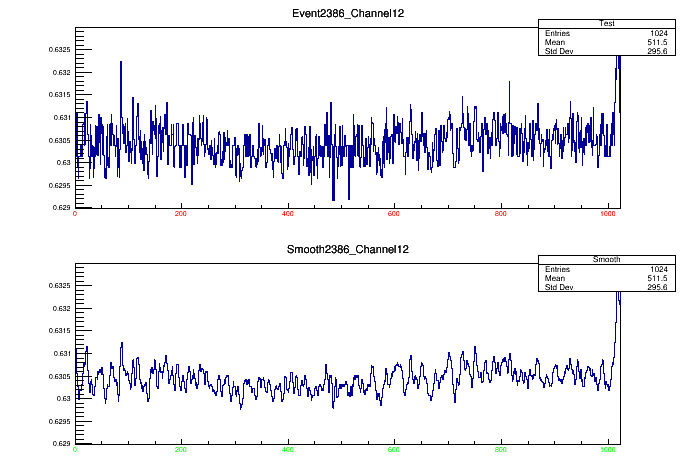 Event2386_Channel12
Test
Entries 1024
Mean 511.5
Std Dev 295.6
0.6325
0.632
0.6315
0.631
0.6305
0.63
0.6295
0.629
0 200 400 600 800 1000
Smooth2386_Channel12
Smooth
Entries 1024
Mean 511.5
Std Dev 295.6
0.6325
0.632
0.6315
0.631
0.6305
0.63
0.6295
0.629
0 200 400 600 800 1000